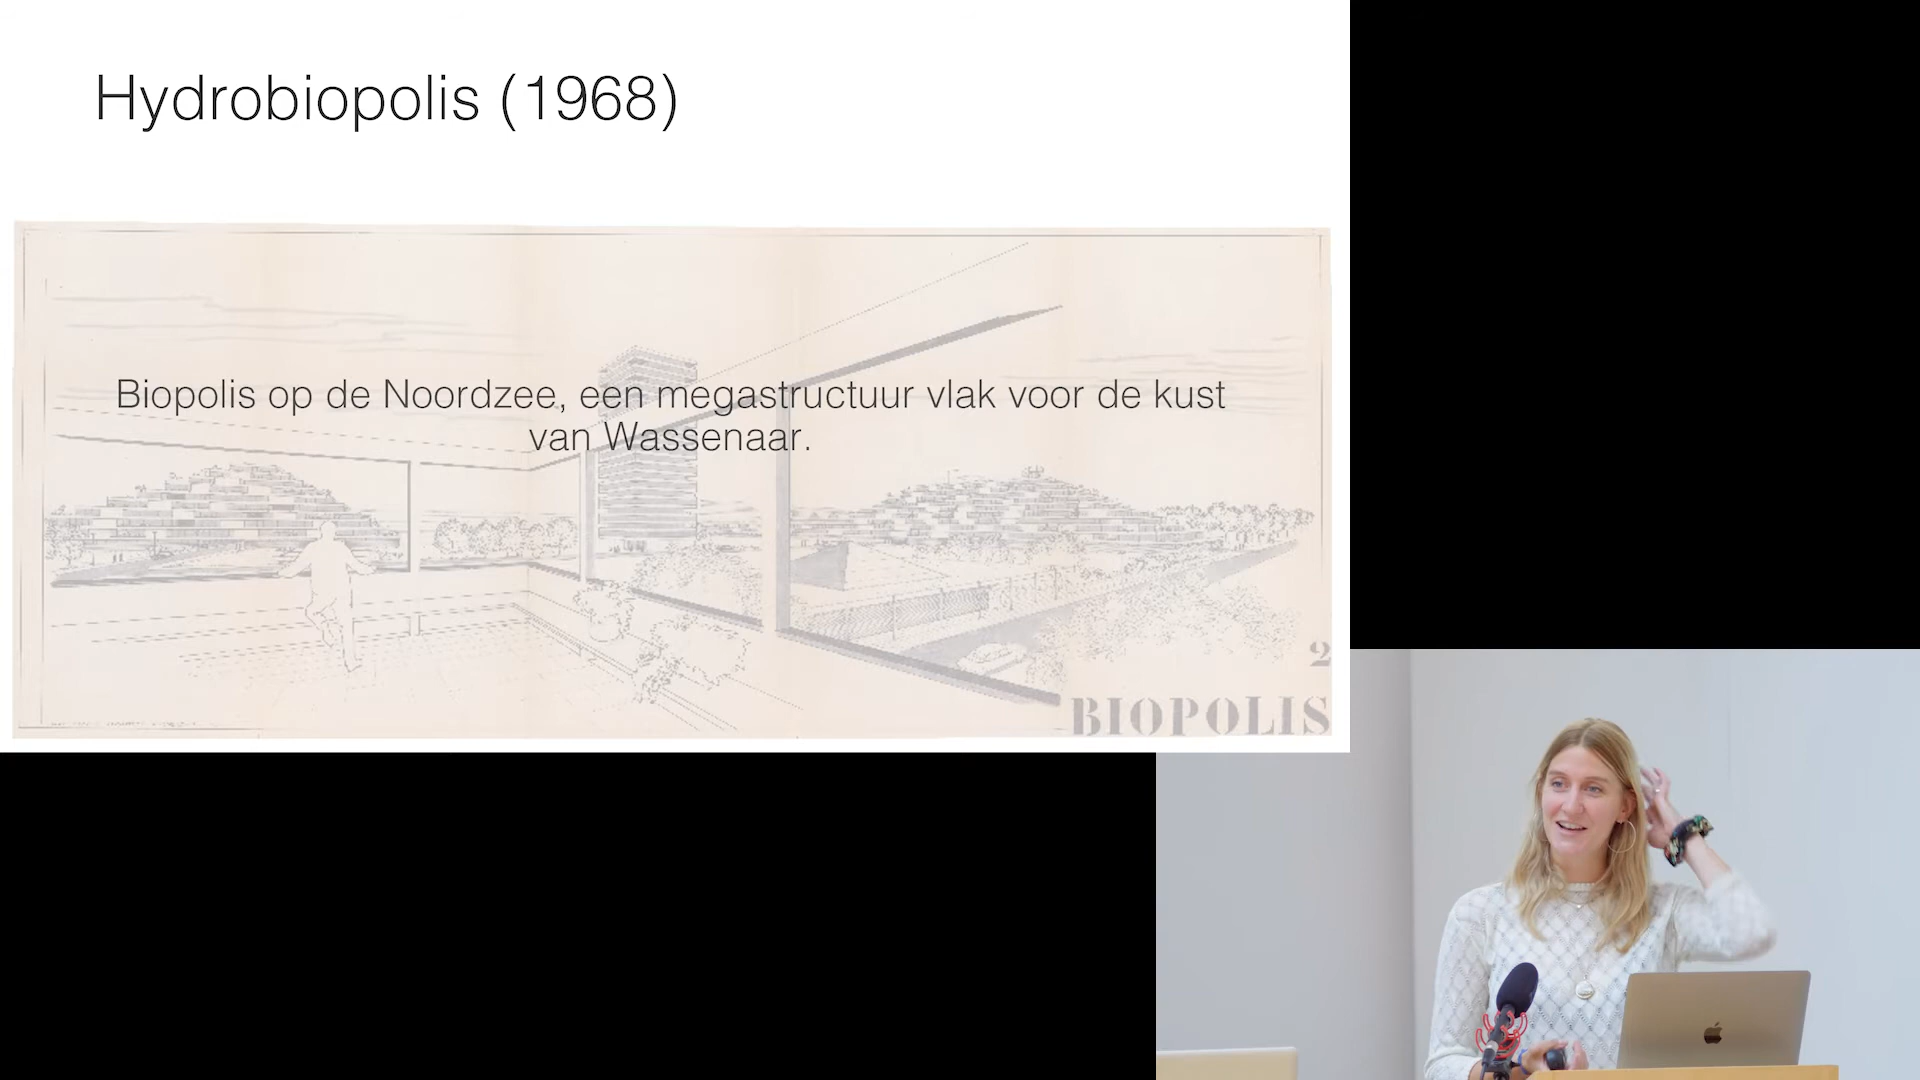 Hydrobiopolis (1968)
Biopolis op de Noordzee, een megastructuur vlak voor de kust
van Wassenaar.
2
BIOPOLIS